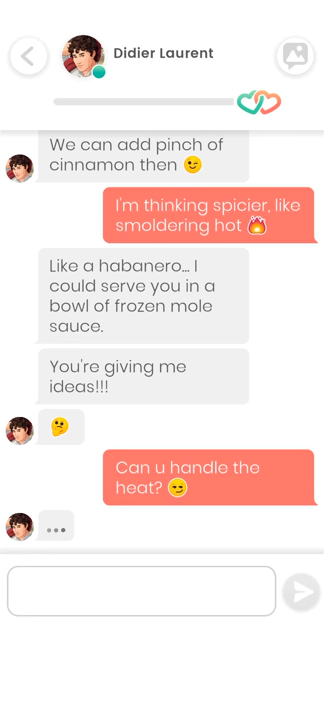 Didier Laurent
We can add pinch of
cinnamon then 😉
I'm thinking spicier, like
smoldering hot 🔥
Like a habanero... I
could serve you in a
bowl of frozen mole
sauce.
You're giving me
ideas!!!
🤔
Can u handle the
heat? 😏
...